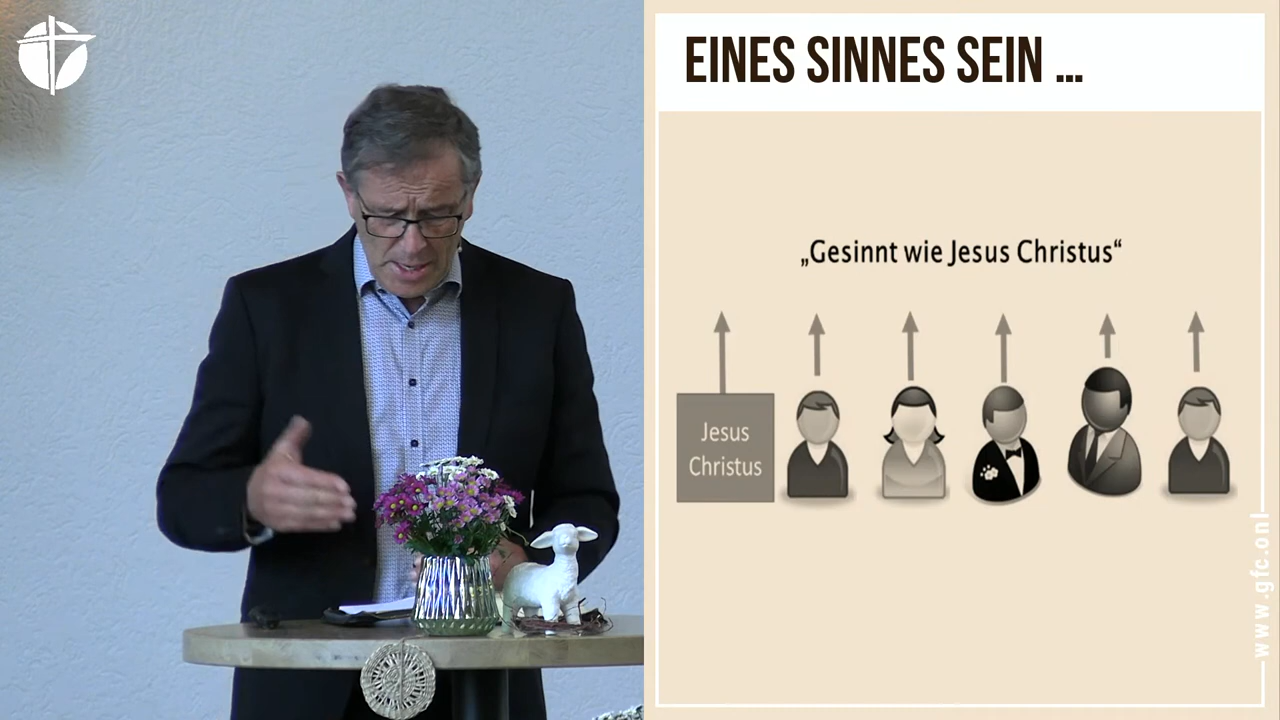 EINES SINNES SEIN ...
„Gesinnt wie Jesus Christus“
Jesus
Christus
www.gfc.onl